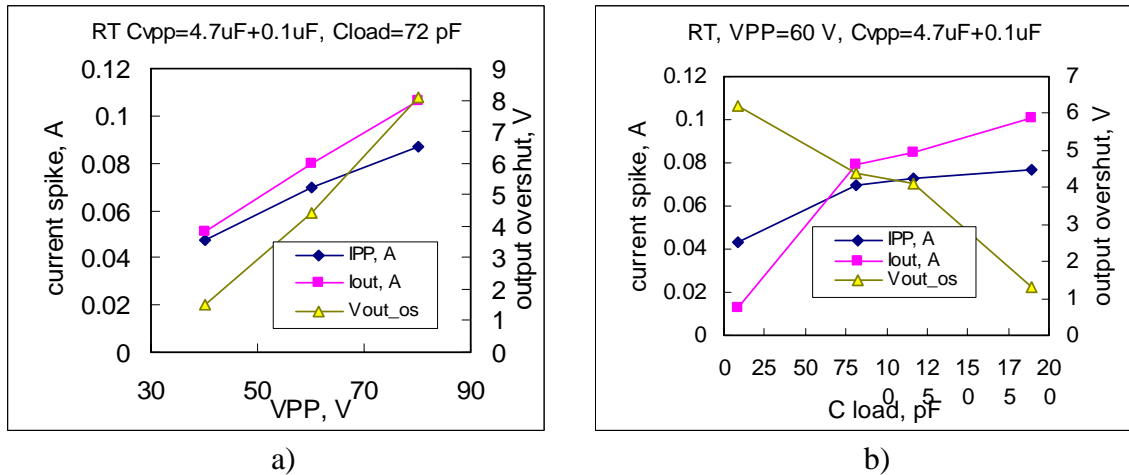 RT Cvpp=4.7uF+0.1uF, Cload=72 pF
current spike, A
0.12
0.1
0.08
0.06
0.04
0.02
0
9
8
7
6
5
4
3
2
1
0
output overshut, V
IPP, A
Iout, A
Vout_os
30
50
70
90
VPP, V
a)
RT, VPP=60 V, Cvpp=4.7uF+0.1uF
current spike, A
0.12
0.1
0.08
0.06
0.04
0.02
0
7
6
5
4
3
2
1
0
output overshut, V
IPP, A
Iout, A
Vout_os
0 25 50 75 10 12 15 17 20
0 5 0 5 0
C load, pF
b)